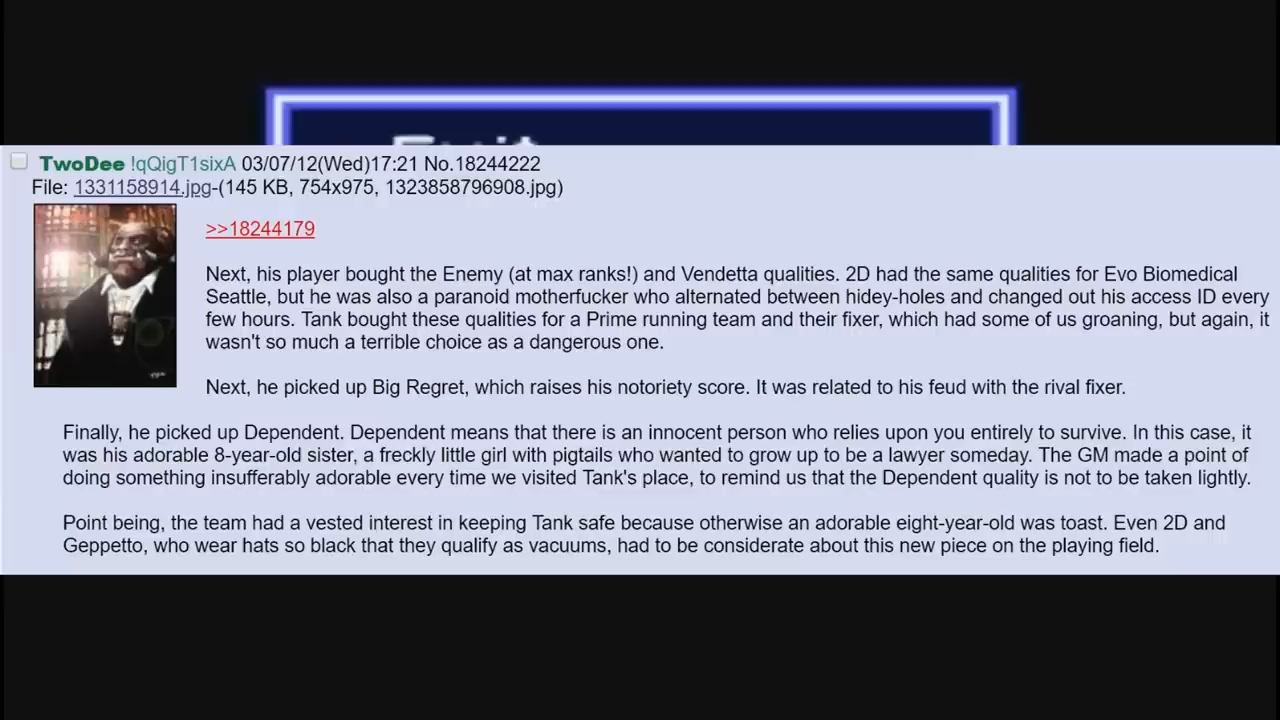 TwoDee !qQigT1sixA 03/07/12(Wed)17:21 No.18244222
File: 1331158914.jpg-(145 KB, 754x975, 1323858796908.jpg)
>>18244179
Next, his player bought the Enemy (at max ranks!) and Vendetta qualities. 2D had the same qualities for Evo Biomedical
Seattle, but he was also a paranoid motherfucker who alternated between hidey-holes and changed out his access ID every
few hours. Tank bought these qualities for a Prime running team and their fixer, which had some of us groaning, but again, it
wasn't so much a terrible choice as a dangerous one.
Next, he picked up Big Regret, which raises his notoriety score. It was related to his feud with the rival fixer.
Finally, he picked up Dependent. Dependent means that there is an innocent person who relies upon you entirely to survive. In this case, it
was his adorable 8-year-old sister, a freckly little girl with pigtails who wanted to grow up to be a lawyer someday. The GM made a point of
doing something insufferably adorable every time we visited Tank's place, to remind us that the Dependent quality is not to be taken lightly.
Point being, the team had a vested interest in keeping Tank safe because otherwise an adorable eight-year-old was toast. Even 2D and
Geppetto, who wear hats so black that they qualify as vacuums, had to be considerate about this new piece on the playing field.